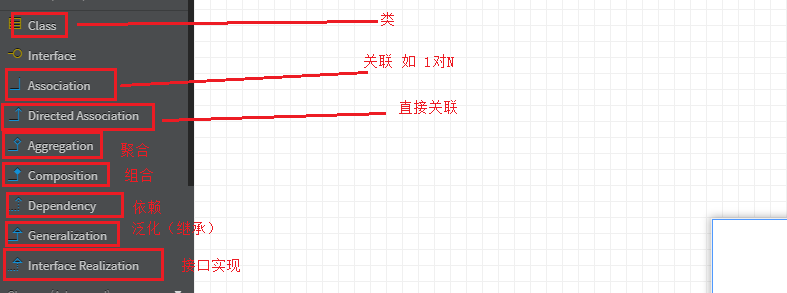 Class
类
Interface
关联 如 1对N
Association
直接关联
Directed Association
Aggregation
聚合
Composition
组合
Dependency
依赖
Generalization
泛化（继承）
Interface Realization
接口实现